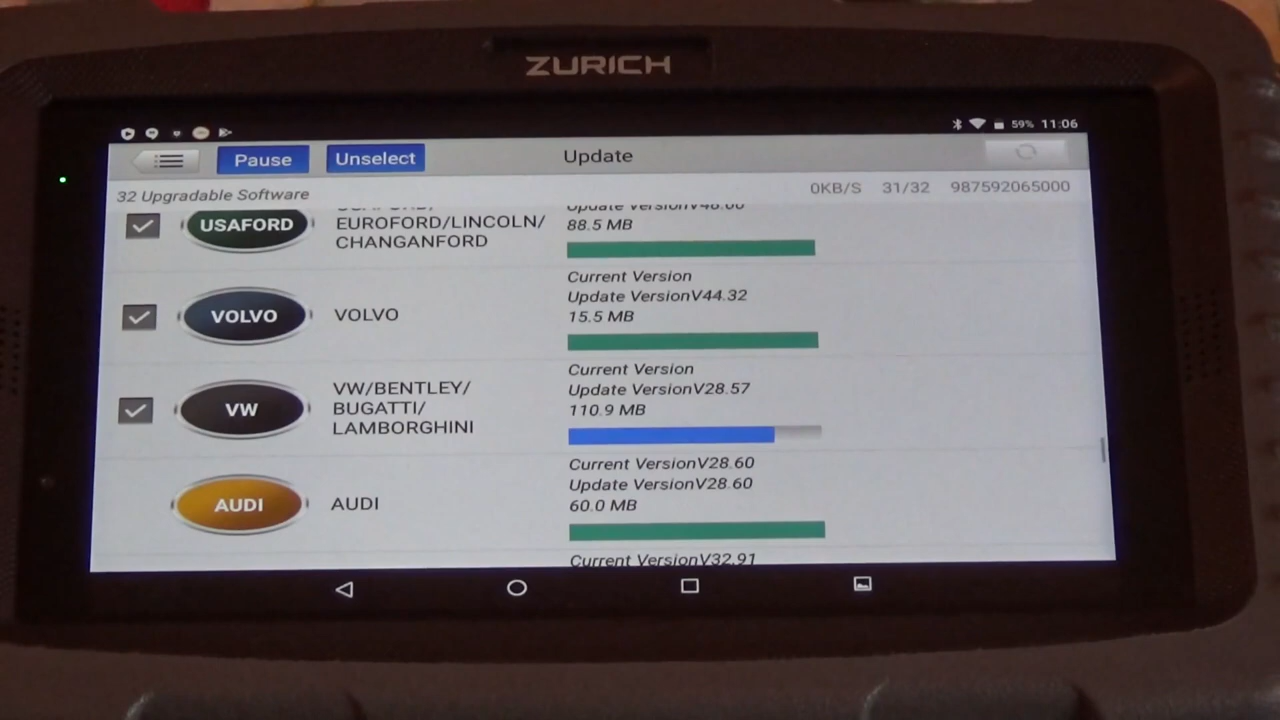 ZURICH
59% 11:06
Pause Unselect Update
32 Upgradable Software 0KB/S 31/32 987592065000
USAFORD
EUROFORD/LINCOLN/
CHANGANFORD
88.5 MB
VOLVO
VOLVO
Current Version
Update VersionV44.32
15.5 MB
VW
VW/BENTLEY/
BUGATTI/
LAMBORGHINI
Current Version
Update VersionV28.57
110.9 MB
AUDI
AUDI
Current VersionV28.60
Update VersionV28.60
60.0 MB
Current VersionV32.91